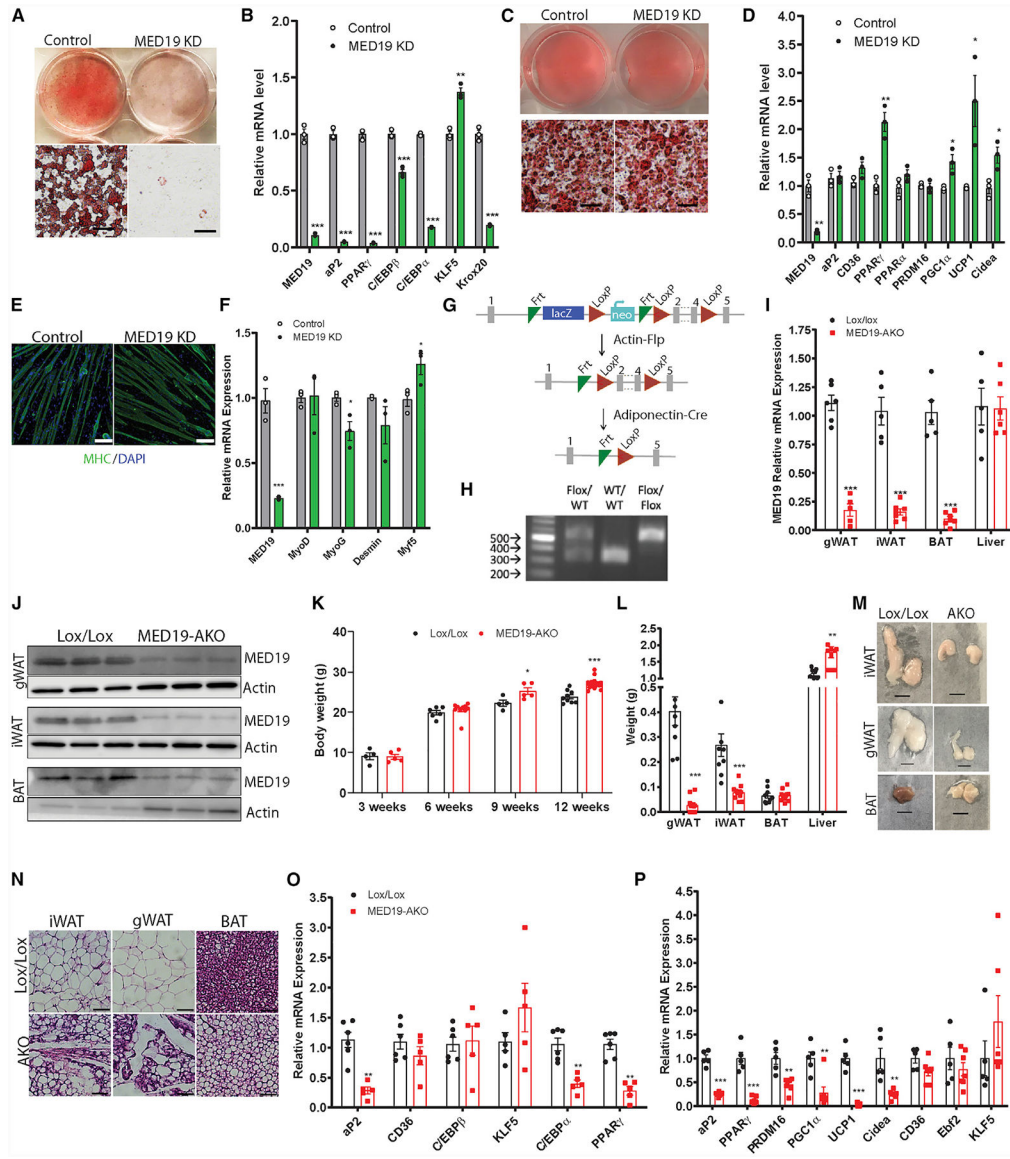 A
Control MED19 KD
B
Relative mRNA level
2.0
1.5
1.0
0.5
0.0
Control
MED19 KD
***
***
***
***
***
**
***
MED19
aP2
PPARγ
C/EBPβ
C/EBPα
KLF5
Krox20
C
Control MED19 KD
D
Relative mRNA level
4.0
3.5
3.0
2.5
2.0
1.5
1.0
0.5
0.0
Control
MED19 KD
**
**
*
*
*
MED19
aP2
CD36
PPARγ
PPARα
PRDM16
PGC1α
UCP1
Cidea
E
Control MED19 KD
MHC/DAPI
F
Relative mRNA Expression
1.5
1.0
0.5
0.0
Control
MED19 KD
***
*
*
MED19
MyoD
MyoG
Desmin
Myf5
G
1 Frt lacZ LoxP neo Frt LoxP 2 4 LoxP 5
Actin-Flp
1 Frt LoxP 2 4 LoxP 5
Adiponectin-Cre
1 Frt LoxP 5
H
Flox/ WT/ Flox/
WT WT Flox
500
400
300
200
I
MED19 Relative mRNA Expression
1.75
1.50
1.25
1.00
0.75
0.50
0.25
0.00
Lox/lox
MED19-AKO
***
***
***
gWAT iWAT BAT Liver
J
Lox/Lox MED19-AKO
gWAT
MED19
Actin
iWAT
MED19
Actin
BAT
MED19
Actin
K
Body weight (g)
40
30
20
10
0
Lox/Lox MED19-AKO
*
***
3 weeks 6 weeks 9 weeks 12 weeks
L
Weight (g)
2.0
1.5
1.0
0.5
0.4
0.3
0.2
0.1
0.0
Lox/Lox
MED19-AKO
***
***
**
gWAT iWAT BAT Liver
M
Lox/Lox AKO
iWAT
gWAT
BAT
N
iWAT gWAT BAT
Lox/Lox
AKO
O
Relative mRNA Expression
4.5
4.0
3.5
3.0
2.5
2.0
1.5
1.0
0.5
0.0
Lox/Lox
MED19-AKO
**
**
**
aP2
CD36
C/EBPβ
KLF5
C/EBPα
PPARγ
P
Relative mRNA Expression
4.5
4.0
3.5
3.0
2.5
2.0
1.5
1.0
0.5
0.0
***
***
**
**
***
**
aP2
PPARγ
PRDM16
PGC1α
UCP1
Cidea
CD36
Ebf2
KLF5